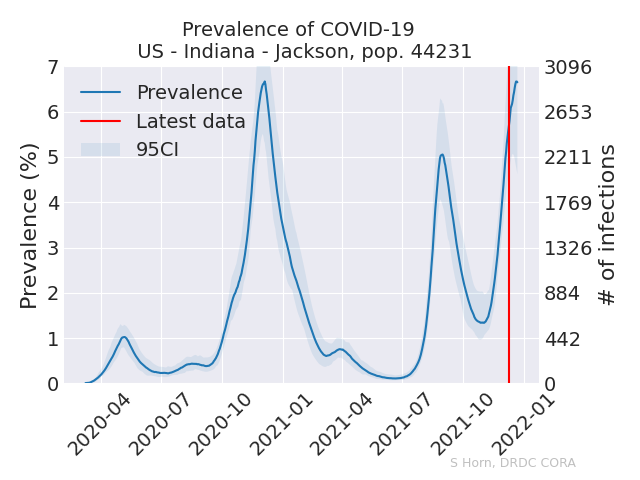 Prevalence of COVID-19
US - Indiana - Jackson, pop. 44231
7 3096
6 2653
5 2211
4 1769
3 1326
2 884
1 442
0 0
Prevalence
Latest data
95CI
Prevalence (%)
# of infections
2020-04 2020-07 2020-10 2021-01 2021-04 2021-07 2021-10 2022-01
S Horn, DRDC CORA